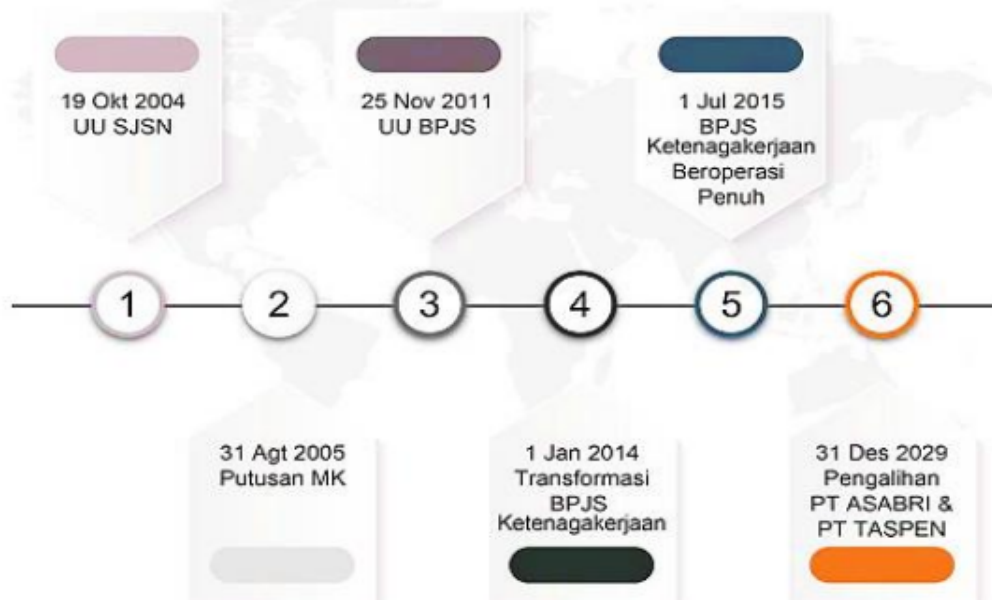 19 Okt 2004
UU SJSN
25 Nov 2011
UU BPJS
1 Jul 2015
BPJS
Ketenagakerjaan
Beroperasi
Penuh
1
2
3
4
5
6
31 Agt 2005
Putusan MK
1 Jan 2014
Transformasi
BPJS
Ketenagakerjaan
31 Des 2029
Pengalihan
PT ASABRI &
PT TASPEN